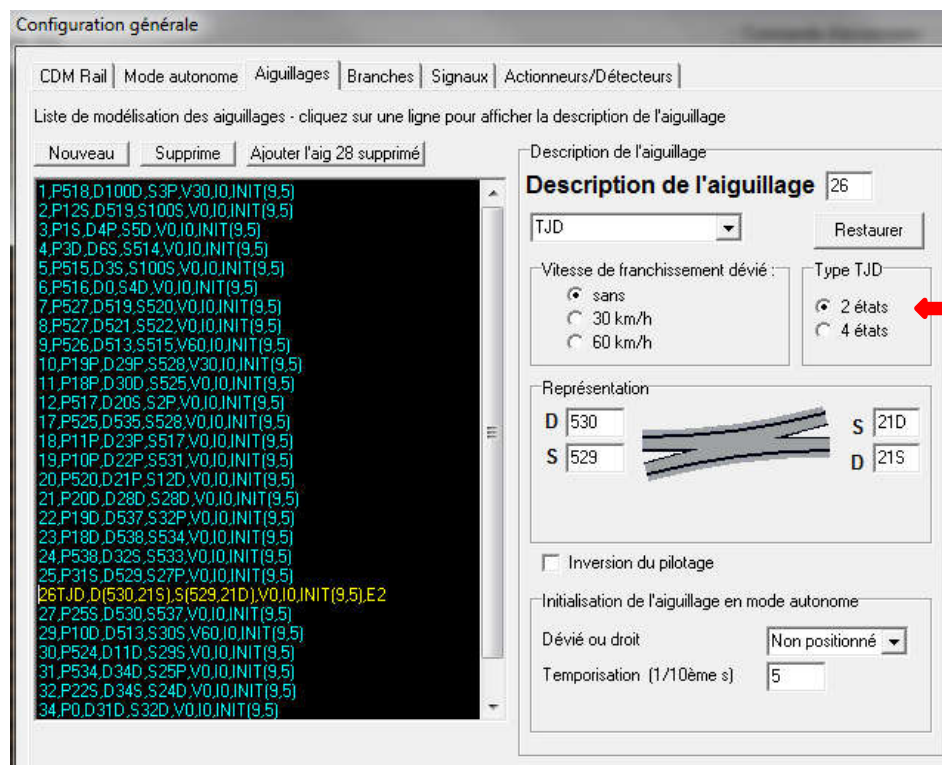 Configuration générale
CDM Rail Mode autonome Aiguillages Branches Signaux Actionneurs/Détecteurs
Liste de modélisation des aiguillages - cliquez sur une ligne pour afficher la description de l'aiguillage
Nouveau Supprime Ajouter l'aig 28 supprimé
1,P518,D100D,S3P,V30,I0,INIT(9,5)
2,P12S,D519,S100S,V0,I0,INIT(9,5)
3,P1S,D4P,S5D,V0,I0,INIT(9,5)
4,P3D,D6S,S514,V0,I0,INIT(9,5)
5,P515,D3S,S100S,V0,I0,INIT(9,5)
6,P516,D0,S4D,V0,I0,INIT(9,5)
7,P527,D519,S520,V0,I0,INIT(9,5)
8,P527,D521,S522,V0,I0,INIT(9,5)
9,P526,D513,S515,V60,I0,INIT(9,5)
10,P19P,D29P,S528,V30,I0,INIT(9,5)
11,P18P,D30D,S525,V0,I0,INIT(9,5)
12,P517,D20S,S2P,V0,I0,INIT(9,5)
17,P525,D535,S528,V0,I0,INIT(9,5)
18,P11P,D23P,S517,V0,I0,INIT(9,5)
19,P10P,D22P,S531,V0,I0,INIT(9,5)
20,P520,D21P,S12D,V0,I0,INIT(9,5)
21,P20D,D28D,S28D,V0,I0,INIT(9,5)
22,P19D,D537,S32P,V0,I0,INIT(9,5)
23,P18D,D538,S534,V0,I0,INIT(9,5)
24,P538,D32S,S533,V0,I0,INIT(9,5)
25,P31S,D529,S27P,V0,I0,INIT(9,5)
26TJD,D(530,21S),S(529,21D),V0,I0,INIT(9,5),E2
27,P25S,D530,S537,V0,I0,INIT(9,5)
29,P10D,D513,S30S,V60,I0,INIT(9,5)
30,P524,D11D,S29S,V0,I0,INIT(9,5)
31,P534,D34D,S25P,V0,I0,INIT(9,5)
32,P22S,D34S,S24D,V0,I0,INIT(9,5)
34,P0,D31D,S32D,V0,I0,INIT(9,5)
Description de l'aiguillage
Description de l'aiguillage 26
TJD Restaurer
Vitesse de franchissement dévié :
sans
30 km/h
60 km/h
Type TJD
2 états
4 états
Représentation
D 530 S 21D
S 529 D 21S
Inversion du pilotage
Initialisation de l'aiguillage en mode autonome
Dévié ou droit Non positionné
Temporisation (1/10ème s) 5